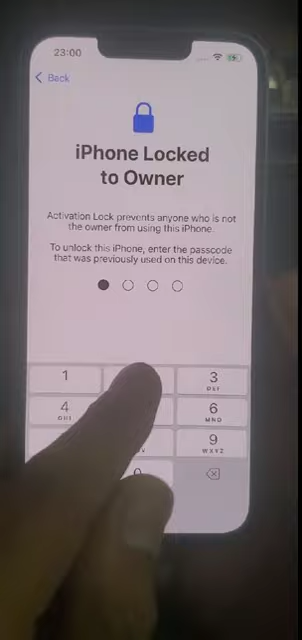 23:00
Back
iPhone Locked
to Owner
Activation Lock prevents anyone who is not
the owner from using this iPhone.
To unlock this iPhone, enter the passcode
that was previously used on this device.
1
3
DEF
4
GHI
6
MNO
9
WXYZ